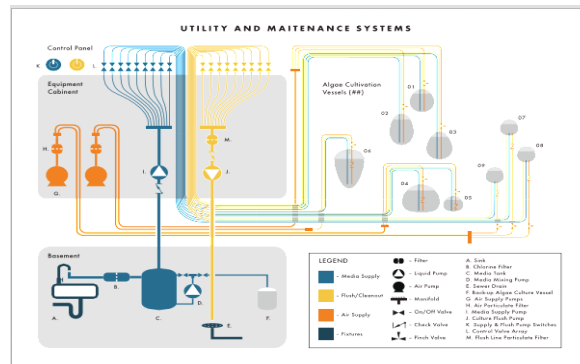 UTILITY AND MAITENANCE SYSTEMS
Control Panel
K.
L.
Equipment
Cabinent
Algae Cultivation
Vessels (##)
01
02
03
04
05
06
07
08
09
H.
G.
I.
J.
M.
Basement
A.
B.
C.
D.
E.
F.
LEGEND
- Media Supply
- Flush/Cleanout
- Air Supply
- Fixtures
- Filter
- Liquid Pump
- Air Pump
- Manifold
- On/Off Valve
- Check Valve
- Pinch Valve
A. Sink
B. Chlorine Filter
C. Media Tank
D. Media Mixing Pump
E. Sewer Drain
F. Back-up Algae Culture Vessel
G. Air Supply Pumps
H. Air Particulate Filter
I. Media Supply Pump
J. Culture Flush Pump
K. Supply & Flush Pump Switches
L. Control Valve Array
M. Flush Line Particulate Filter